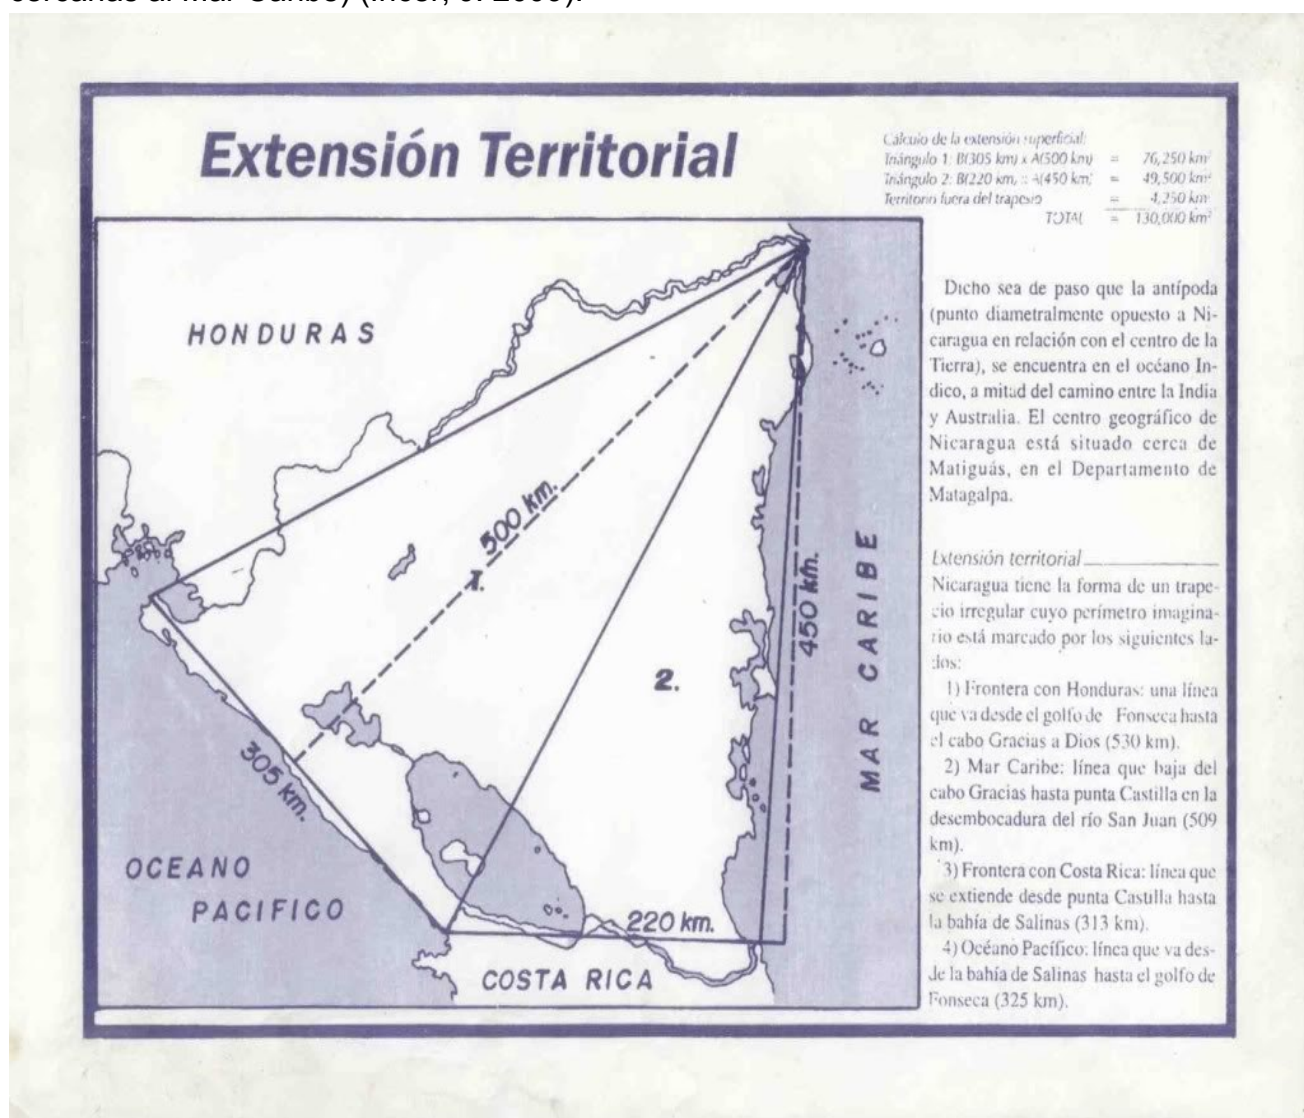 Extensión Territorial
Cálculo de la extensión superficial:
Triángulo 1: B(305 km) x A(500 km) = 76,250 km²
Triángulo 2: B(220 km, :: A(450 km) = 49,500 km²
Territorio fuera del trapecio = 4,250 km²
TOTAL = 130,000 km²
HONDURAS
500 km.
1.
2.
450 km.
305 km.
220 km.
MAR CARIBE
OCEANO
PACIFICO
COSTA RICA
Dicho sea de paso que la antípoda
(punto diametralmente opuesto a Ni-
caragua en relación con el centro de la
Tierra), se encuentra en el océano In-
dico, a mitad del camino entre la India
y Australia. El centro geográfico de
Nicaragua está situado cerca de
Matiguás, en el Departamento de
Matagalpa.
Extensión territorial
Nicaragua tiene la forma de un trape-
cio irregular cuyo perímetro imagina-
rio está marcado por los siguientes la-
dos:
1) Frontera con Honduras: una línea
que va desde el golfo de Fonseca hasta
el cabo Gracias a Dios (530 km).
2) Mar Caribe: línea que baja del
cabo Gracias hasta punta Castilla en la
desembocadura del río San Juan (509
km).
3) Frontera con Costa Rica: línea que
se extiende desde punta Castilla hasta
la bahía de Salinas (313 km).
4) Océano Pacífico: línea que va des-
de la bahía de Salinas hasta el golfo de
Fonseca (325 km).